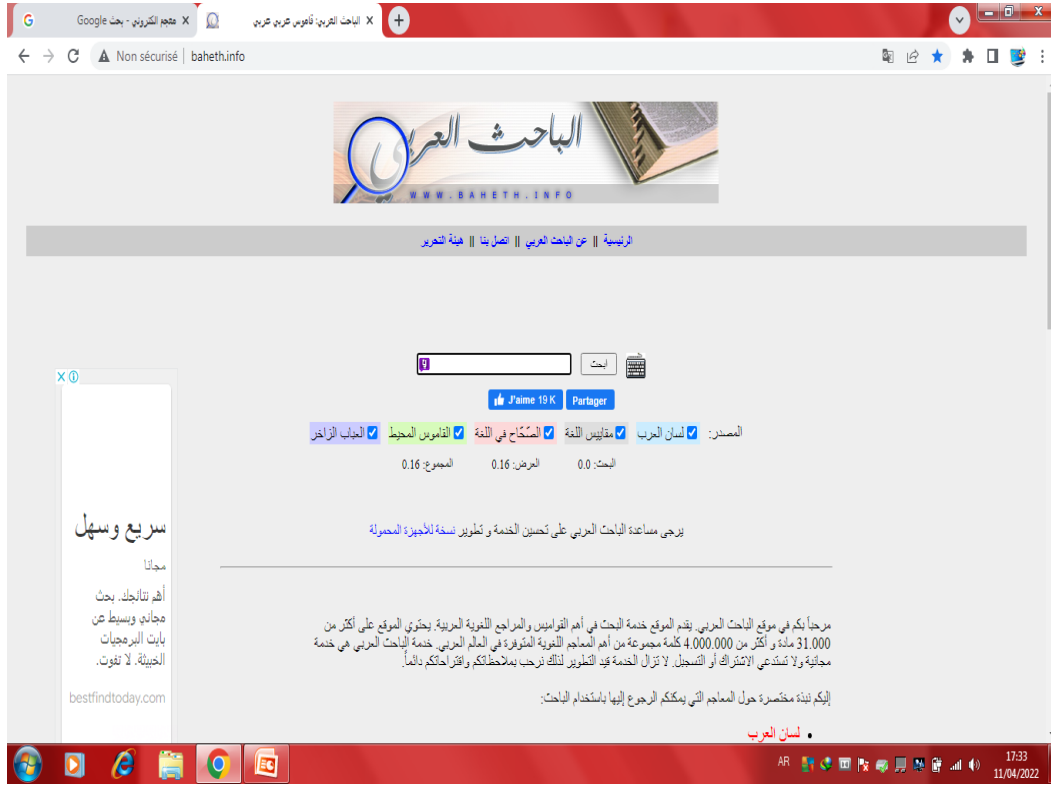 معجم الكتروني - بحث Google
الباحث العربي: قاموس عربي عربي
Non sécurisé | baheth.info
الباحث العربي
WWW.BAHETH.INFO
الرئيسية || عن الباحث العربي || اتصل بنا || هيئة التحرير
ابحث
J'aime 19 K Partager
المصدر: لسان العرب مقاييس اللغة الصّحّاح في اللغة القاموس المحيط العباب الزاخر
البحث: 0.0 العرض: 0.16 المجموع: 0.16
يرجى مساعدة الباحث العربي على تحسين الخدمة و تطوير نسخة للأجهزة المحمولة
سريع وسهل
مجانا
أهم نتائجك. بحث
مجاني وبسيط عن
بايت البرمجيات
الخبيثة. لا تفوت.
bestfindtoday.com
مرحباً بكم في موقع الباحث العربي. يقدم الموقع خدمة البحث في أهم القواميس والمراجع اللغوية العربية. يحتوي الموقع على أكثر من
31.000 مادة و أكثر من 4.000.000 كلمة مجموعة من أهم المعاجم اللغوية المتوفرة في العالم العربي. خدمة الباحث العربي هي خدمة
مجانية ولا تستدعي الاشتراك أو التسجيل. لا تزال الخدمة قيد التطوير لذلك نرحب بملاحظاتكم واقتراحاتكم دائماً.
إليكم نبذة مختصرة حول المعاجم التي يمكنكم الرجوع إليها باستخدام الباحث:
• لسان العرب
AR
17:33
11/04/2022